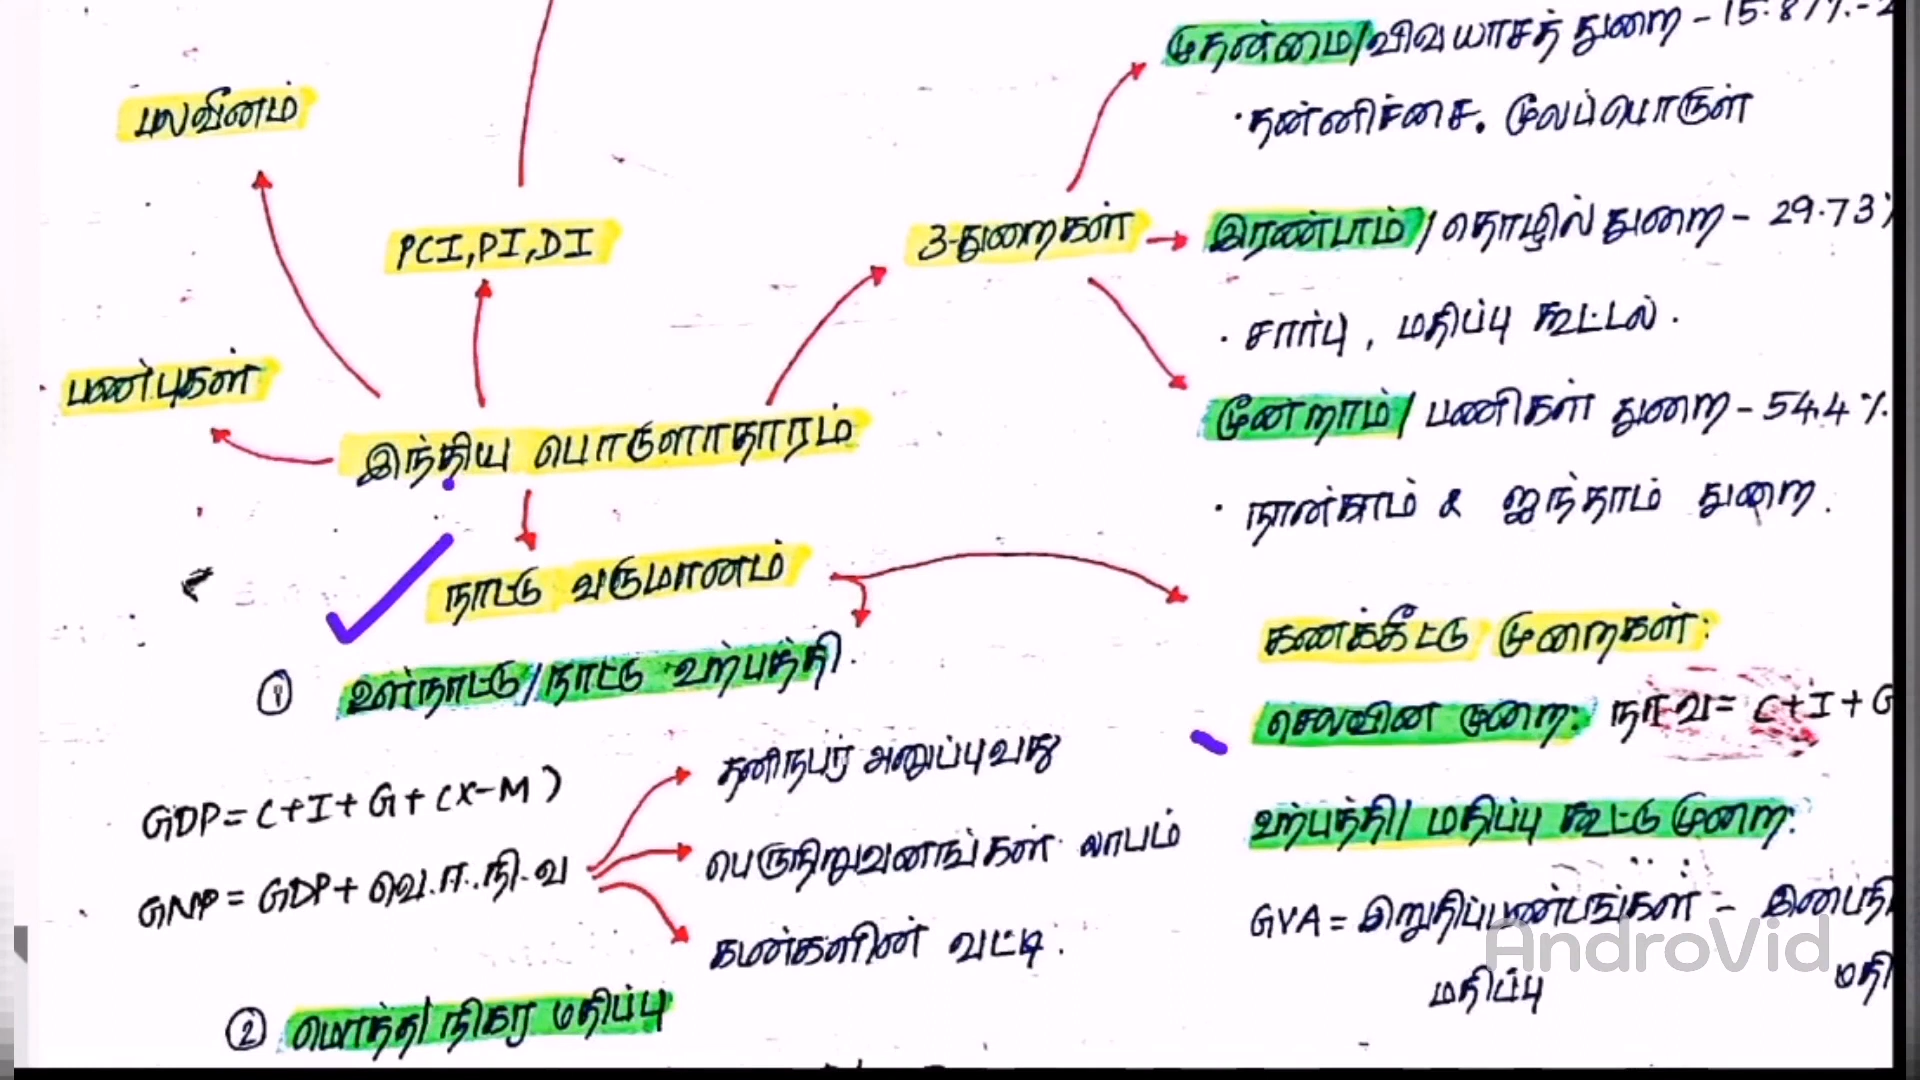 முதன்மை/விவயாசத் துறை - 15.87%.-2
· தன்னிச்சை. மூலப்பொருள்
பலவீனம்
PCI,PI,DI
3-துறைகள்
இரண்டாம் / தொழில் துறை - 29.73%
· சார்பு , மதிப்பு கூட்டல் .
பண்புகள்
மூன்றாம்/ பணிகள் துறை - 54.4%.
இந்திய பொருளாதாரம்
· நான்காம் & ஐந்தாம் துறை .
நாட்டு வருமானம்
கணக்கீட்டு முறைகள்:
① உள்நாட்டு/நாட்டு உற்பத்தி .
செலவின முறை: நா வ = C+I+G
GDP = C+I+G+(X-M)
தனிநபர் அனுப்புவது
உற்பத்தி/ மதிப்பு கூட்டு முறை:
GNP = GDP + வெ.ஈ.நி.வ
பெருநிறுவனங்கள் லாபம்
கடன்களின் வட்டி .
GVA = இறுதிப்பண்டங்கள் -
மதிப்பு
AndroVid
② மொத்த/ நிகர மதிப்பு